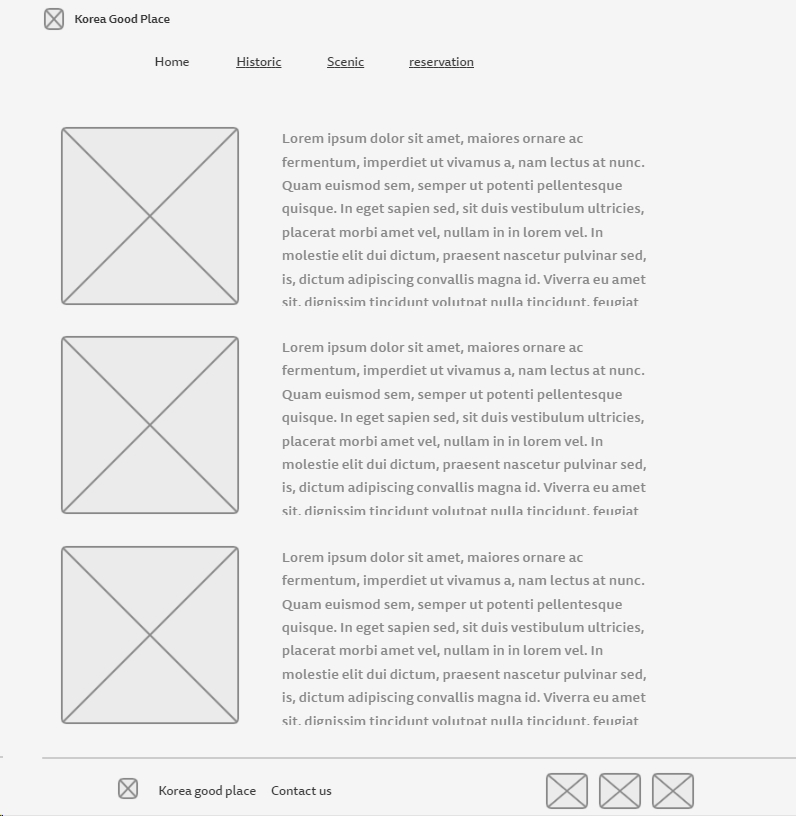 Korea Good Place
Home Historic Scenic reservation
Lorem ipsum dolor sit amet, maiores ornare ac
fermentum, imperdiet ut vivamus a, nam lectus at nunc.
Quam euismod sem, semper ut potenti pellentesque
quisque. In eget sapien sed, sit duis vestibulum ultricies,
placerat morbi amet vel, nullam in in lorem vel. In
molestie elit dui dictum, praesent nascetur pulvinar sed,
is, dictum adipiscing convallis magna id. Viverra eu amet
sit, dignissim tincidunt volutpat nulla tincidunt, feugiat
Lorem ipsum dolor sit amet, maiores ornare ac
fermentum, imperdiet ut vivamus a, nam lectus at nunc.
Quam euismod sem, semper ut potenti pellentesque
quisque. In eget sapien sed, sit duis vestibulum ultricies,
placerat morbi amet vel, nullam in in lorem vel. In
molestie elit dui dictum, praesent nascetur pulvinar sed,
is, dictum adipiscing convallis magna id. Viverra eu amet
sit, dignissim tincidunt volutpat nulla tincidunt, feugiat
Lorem ipsum dolor sit amet, maiores ornare ac
fermentum, imperdiet ut vivamus a, nam lectus at nunc.
Quam euismod sem, semper ut potenti pellentesque
quisque. In eget sapien sed, sit duis vestibulum ultricies,
placerat morbi amet vel, nullam in in lorem vel. In
molestie elit dui dictum, praesent nascetur pulvinar sed,
is, dictum adipiscing convallis magna id. Viverra eu amet
sit, dignissim tincidunt volutpat nulla tincidunt, feugiat
Korea good place Contact us